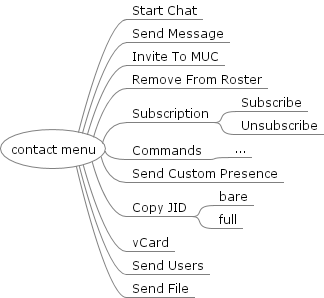 Start Chat
Send Message
Invite To MUC
Remove From Roster
Subscription
Subscribe
Unsubscribe
contact menu
Commands
...
Send Custom Presence
Copy JID
bare
full
vCard
Send Users
Send File